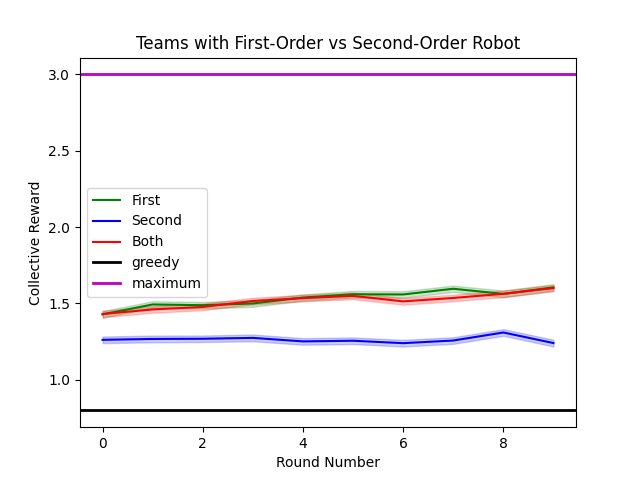 Teams with First-Order vs Second-Order Robot
Collective Reward
3.0
2.5
2.0
1.5
1.0
First
Second
Both
greedy
maximum
0
2
4
6
8
Round Number